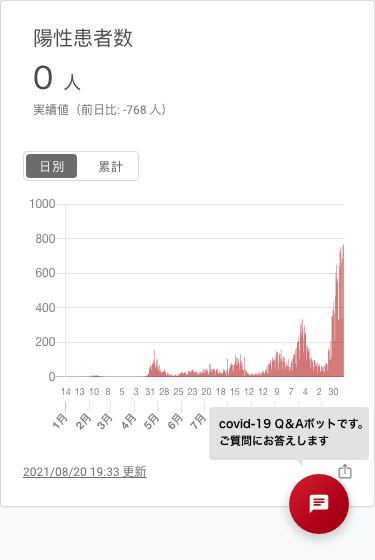 陽性患者数
0 人
実績値（前日比: -768 人）
日別 累計
1000
800
600
400
200
0
14 13 10 8 5 3 31 28 25 23 20 18 15 12 12 9 7 4 2 30
1月 2月 3月 4月 5月 6月 7月
covid-19 Q&Aボットです。
ご質問にお答えします
2021/08/20 19:33 更新